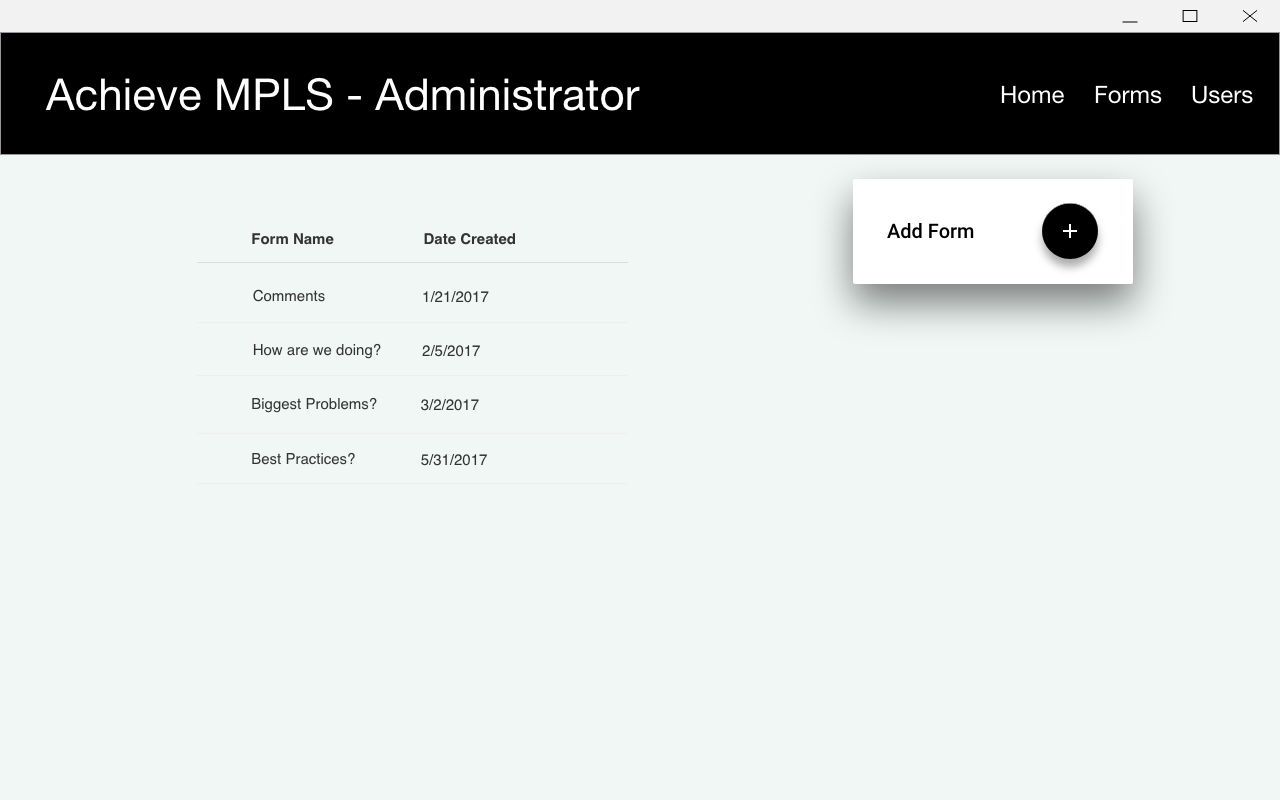 Achieve MPLS - Administrator Home Forms Users
Add Form +
Form Name Date Created
Comments 1/21/2017
How are we doing? 2/5/2017
Biggest Problems? 3/2/2017
Best Practices? 5/31/2017